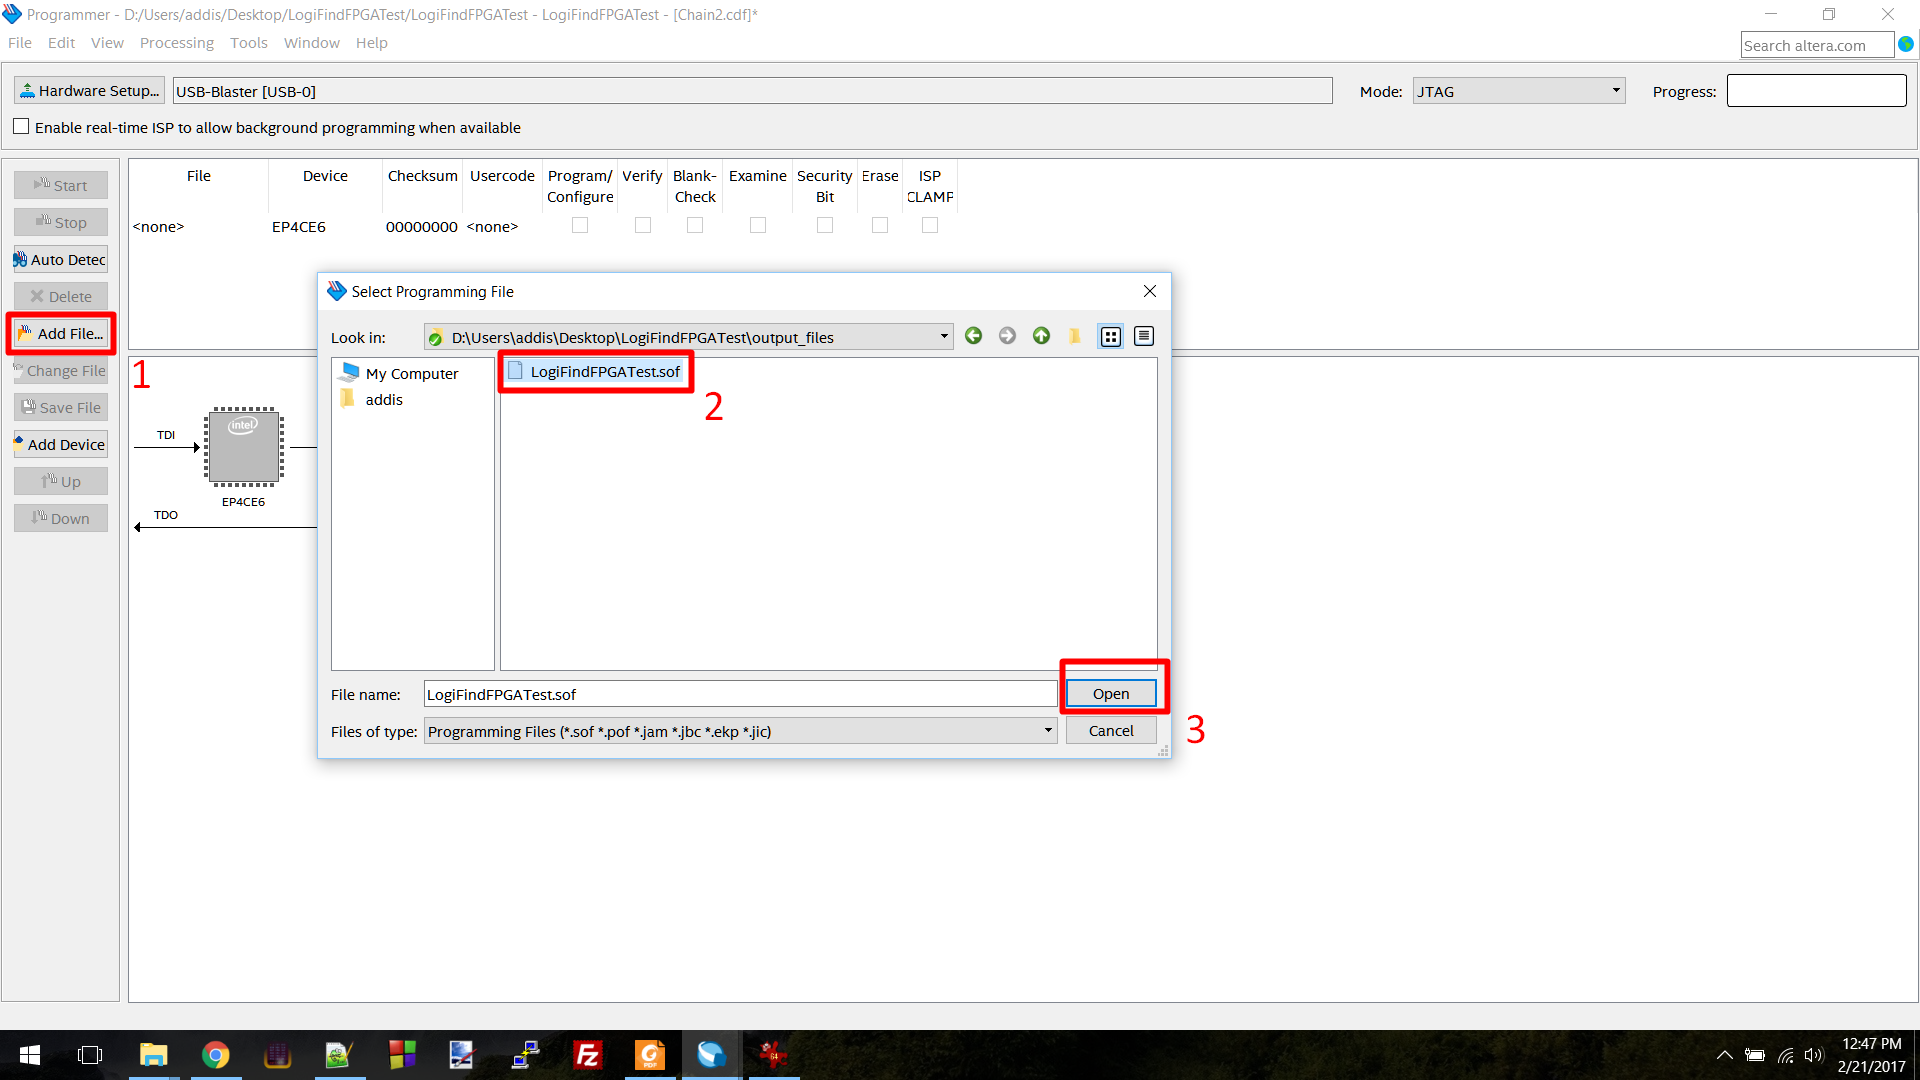 Programmer - D:/Users/addis/Desktop/LogiFindFPGATest/LogiFindFPGATest - LogiFindFPGATest - [Chain2.cdf]*
File Edit View Processing Tools Window Help
Search altera.com
Hardware Setup...
USB-Blaster [USB-0]
Mode: JTAG
Progress:
Enable real-time ISP to allow background programming when available
Start
Stop
Auto Detec
Delete
Add File...
Change File
Save File
Add Device
Up
Down
File Device Checksum Usercode Program/ Verify Blank- Examine Security Erase ISP
Configure Check Bit CLAMP
<none> EP4CE6 00000000 <none>
1
TDI
intel
EP4CE6
TDO
Select Programming File
Look in: D:\Users\addis\Desktop\LogiFindFPGATest\output_files
My Computer
addis
LogiFindFPGATest.sof
2
File name: LogiFindFPGATest.sof
Open
Files of type: Programming Files (*.sof *.pof *.jam *.jbc *.ekp *.jic)
Cancel
3
Fz
PDF
64
12:47 PM
2/21/2017